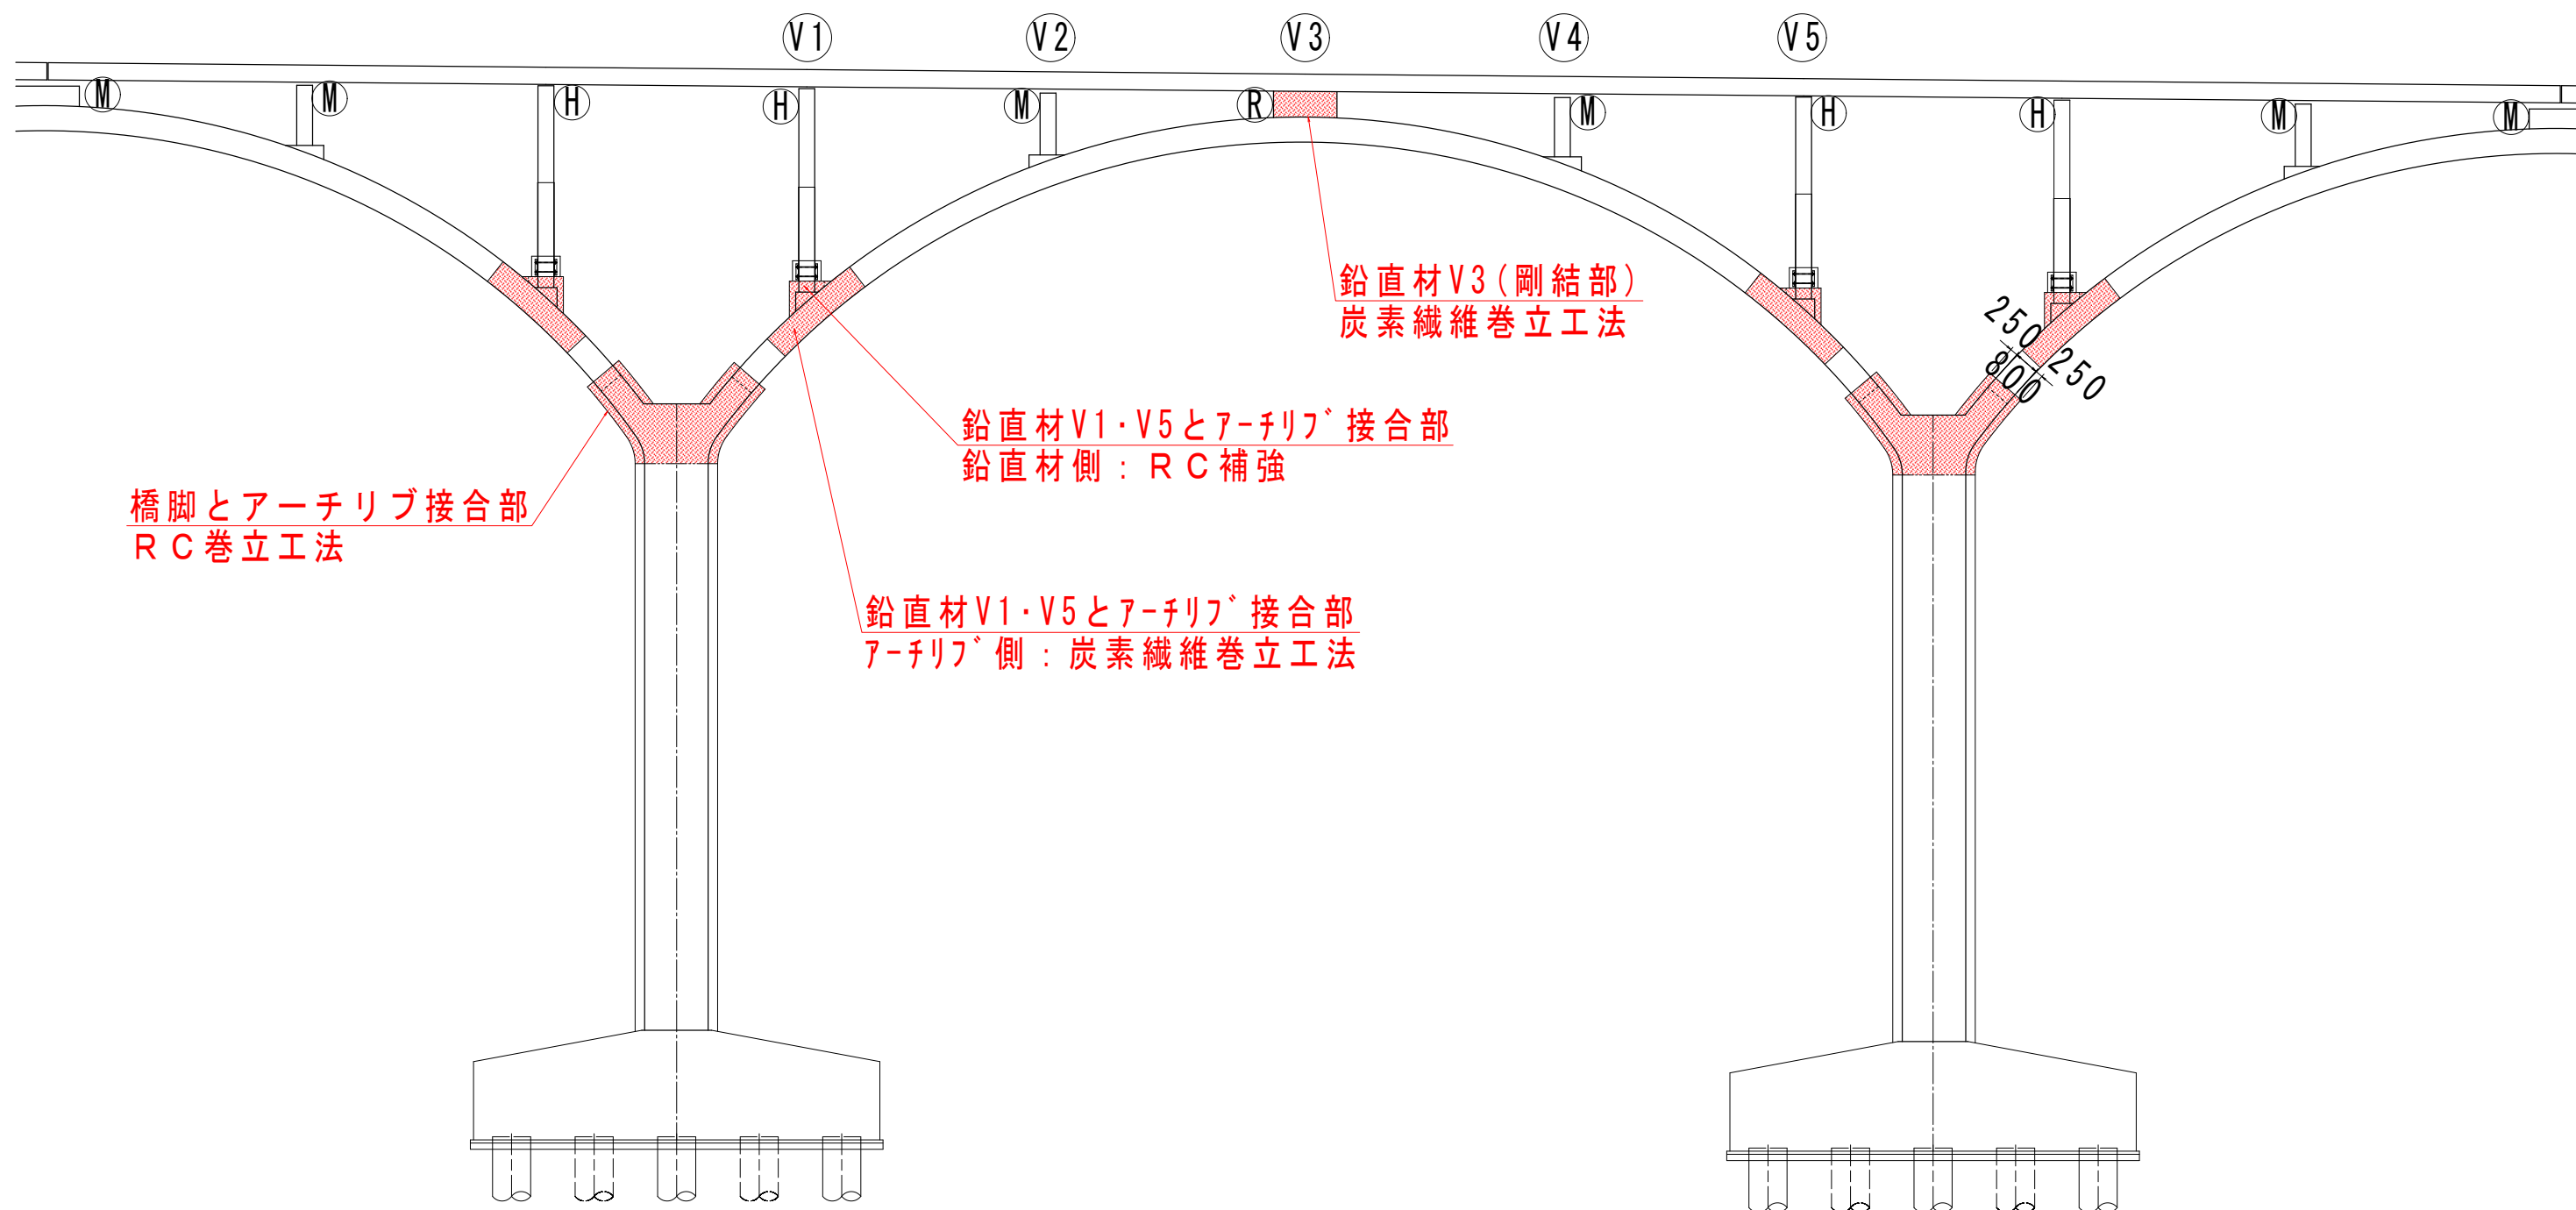 V1 V2 V3 V4 V5
M M H H M R M H H M M
鉛直材V3(剛結部)
炭素繊維巻立工法
250
250
800
鉛直材V1・V5とｱｰﾁﾘﾌﾞ接合部
鉛直材側：ＲＣ補強
橋脚とアーチリブ接合部
ＲＣ巻立工法
鉛直材V1・V5とｱｰﾁﾘﾌﾞ接合部
ｱｰﾁﾘﾌﾞ側：炭素繊維巻立工法